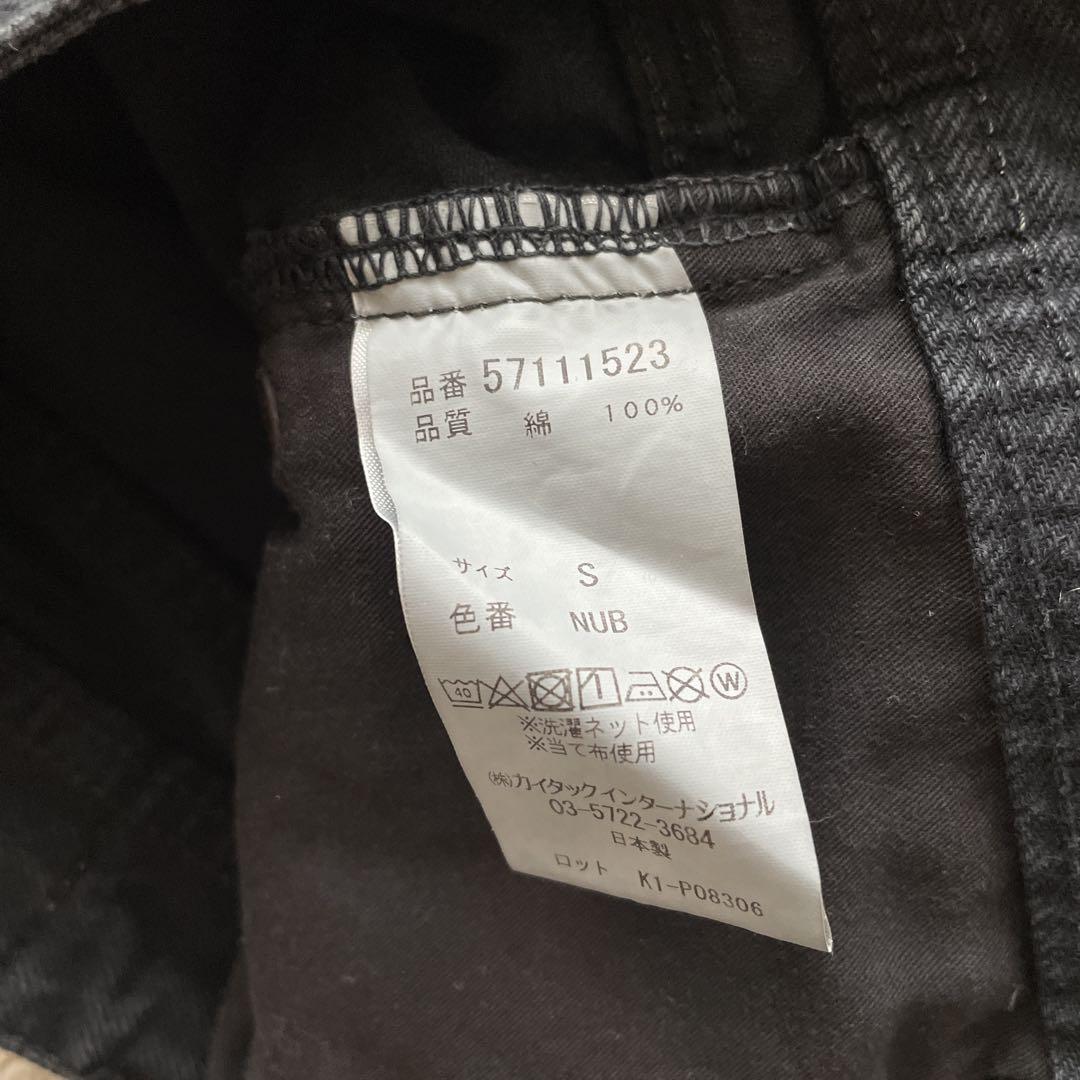 品番 57111523
品質 綿 100%
サイズ S
色番 NUB
40 W
※洗濯ネット使用
※当て布使用
㈱カイタックインターナショナル
03-5722-3684
日本製
ロット K1-P08306